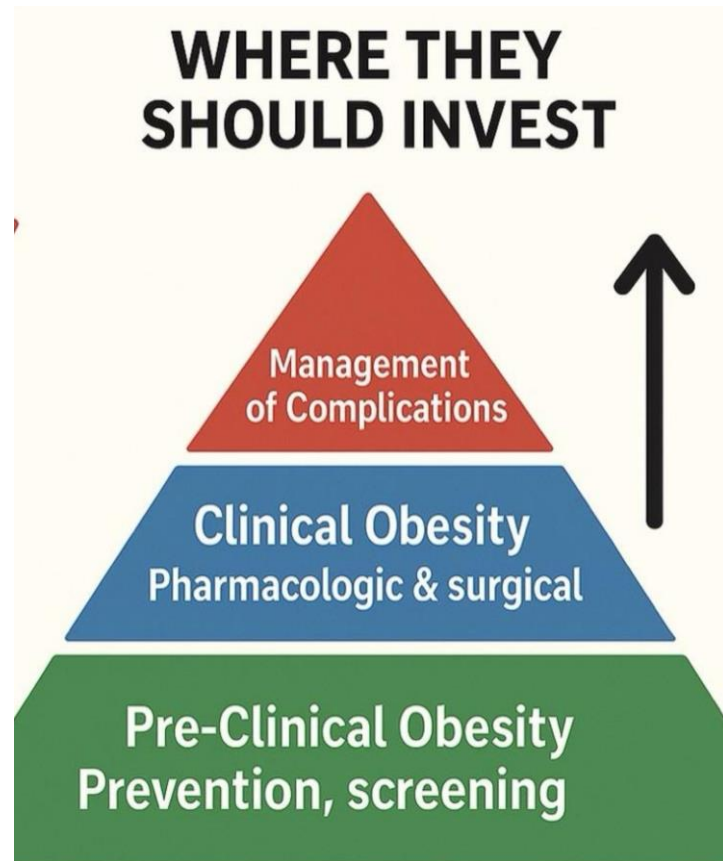 WHERE THEY
SHOULD INVEST
Management
of Complications
Clinical Obesity
Pharmacologic & surgical
Pre-Clinical Obesity
Prevention, screening